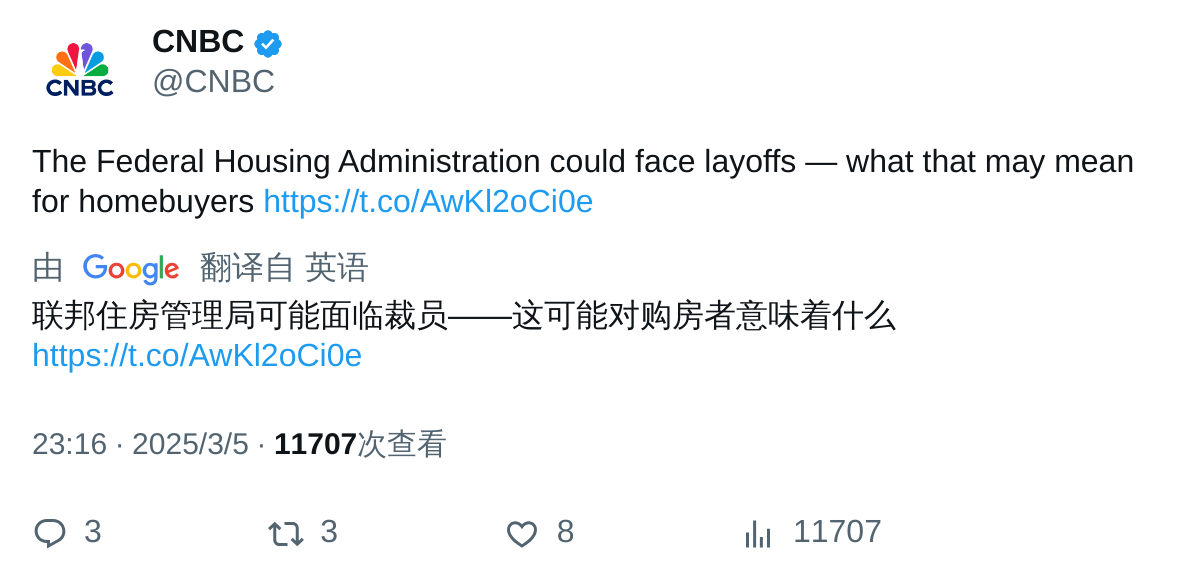 CNBC
CNBC
@CNBC
The Federal Housing Administration could face layoffs — what that may mean
for homebuyers https://t.co/AwKl2oCi0e
由 Google 翻译自 英语
联邦住房管理局可能面临裁员——这可能对购房者意味着什么
https://t.co/AwKl2oCi0e
23:16 · 2025/3/5 · 11707次查看
3 3 8 11707